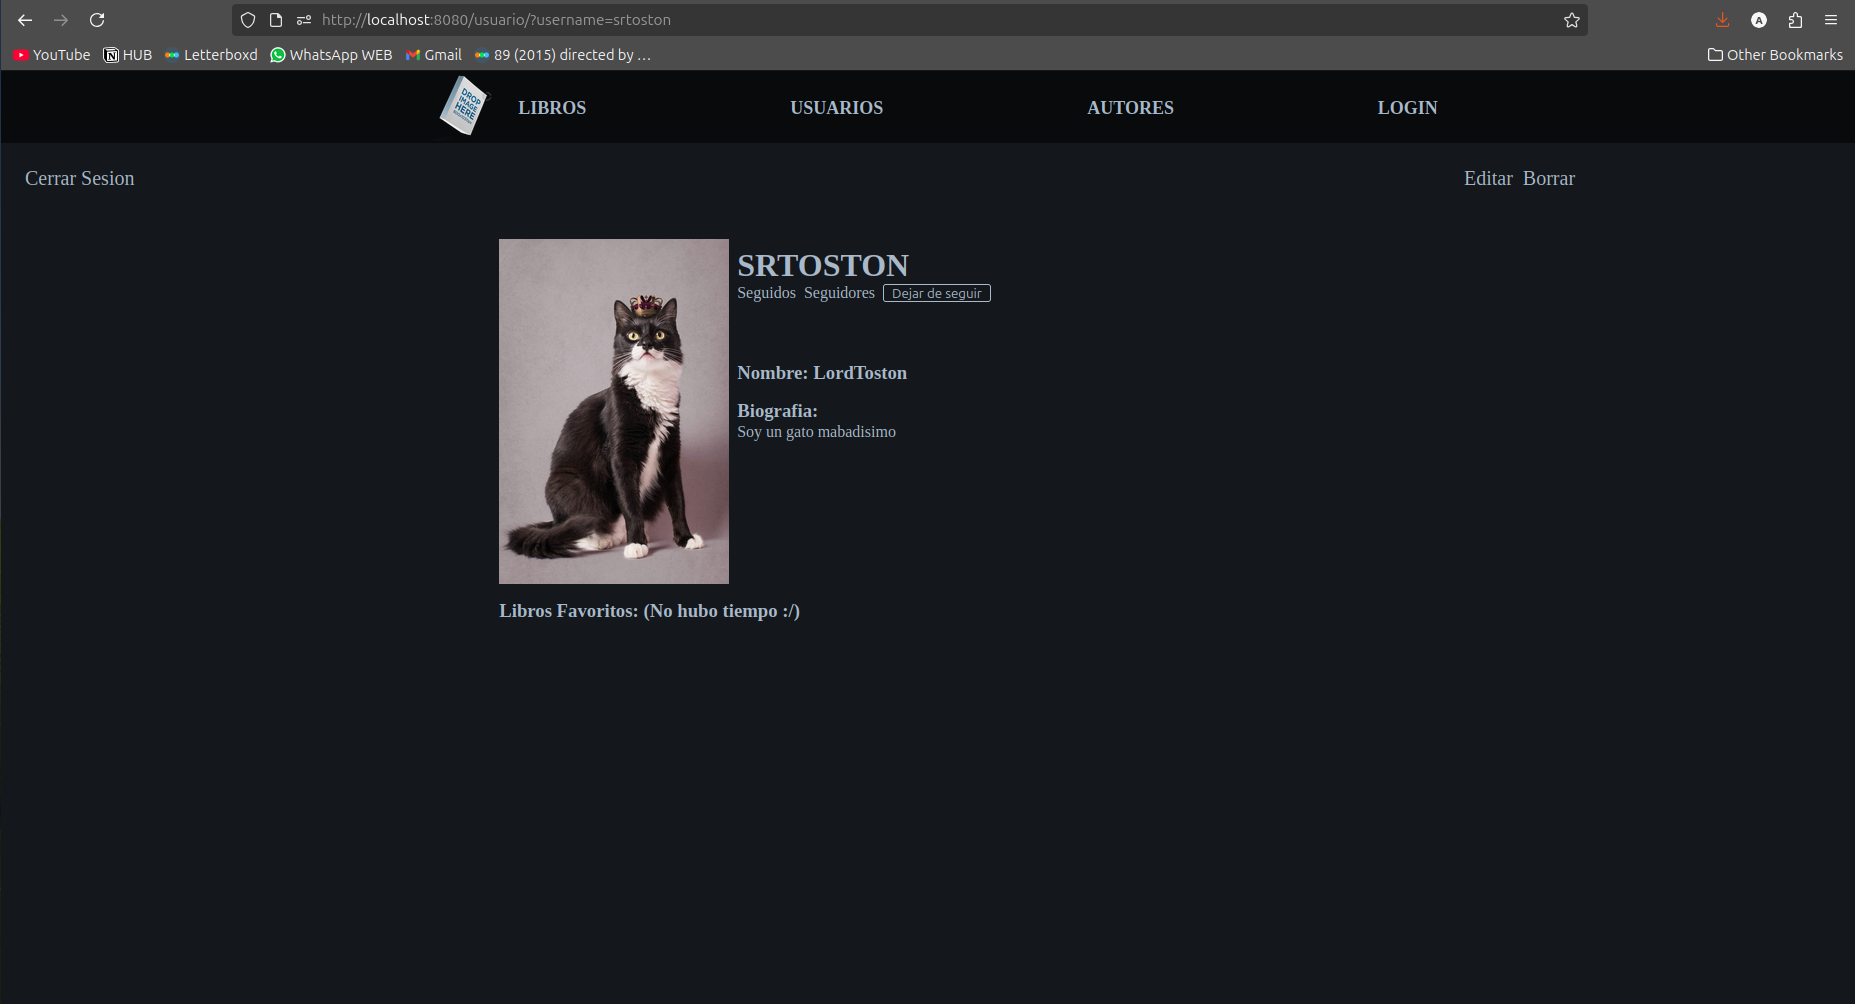 http://localhost:8080/usuario/?username=srtoston
YouTube HUB Letterboxd WhatsApp WEB Gmail 89 (2015) directed by … Other Bookmarks
DROP IMAGE HERE
LIBROS USUARIOS AUTORES LOGIN
Cerrar Sesion Editar Borrar
SRTOSTON
Seguidos Seguidores Dejar de seguir
Nombre: LordToston
Biografia:
Soy un gato mabadisimo
Libros Favoritos: (No hubo tiempo :/)